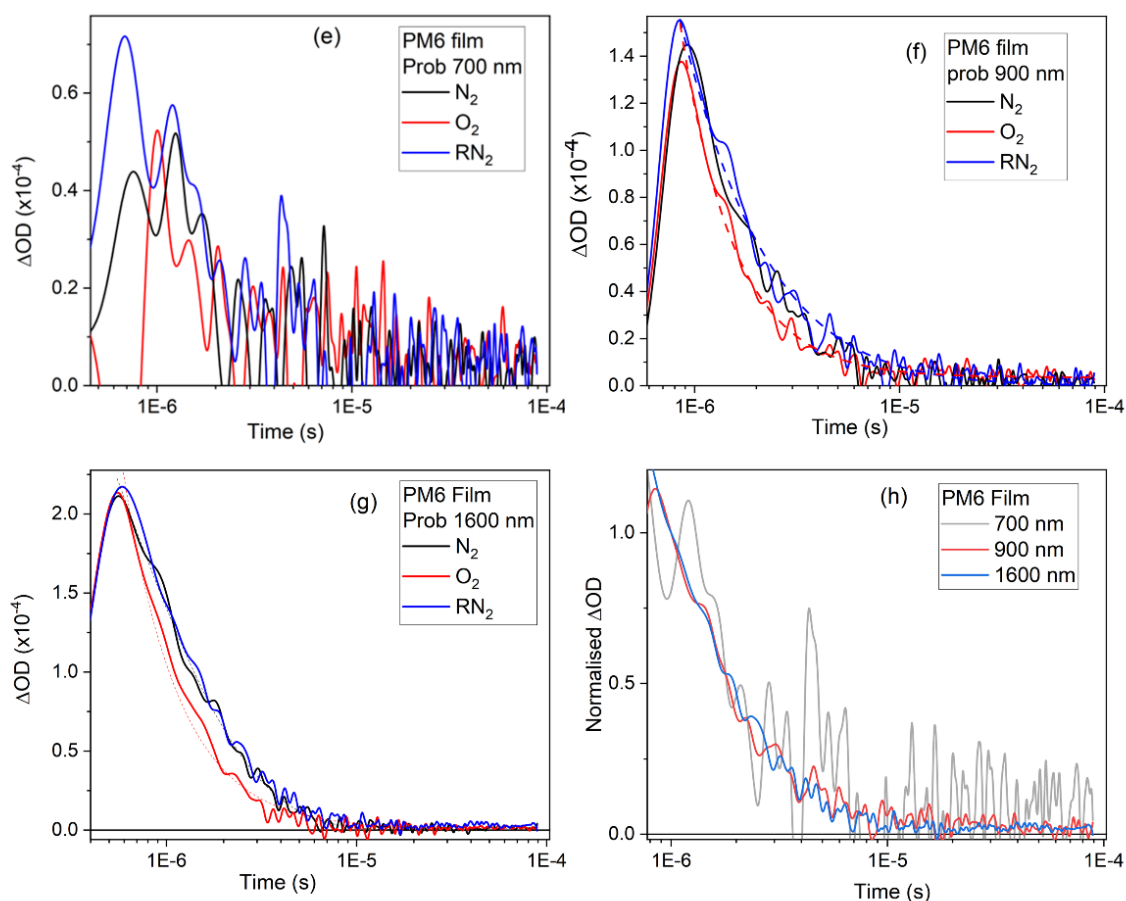 (e)
PM6 film
Prob 700 nm
N₂
O₂
RN₂
ΔOD (x10⁻⁴)
0.6
0.4
0.2
0.0
1E-6
1E-5
1E-4
Time (s)
(f)
PM6 film
prob 900 nm
N₂
O₂
RN₂
ΔOD (x10⁻⁴)
1.4
1.2
1.0
0.8
0.6
0.4
0.2
0.0
1E-6
1E-5
1E-4
Time (s)
(g)
PM6 Film
Prob 1600 nm
N₂
O₂
RN₂
ΔOD (x10⁻⁴)
2.0
1.5
1.0
0.5
0.0
1E-6
1E-5
1E-4
Time (s)
(h)
PM6 Film
700 nm
900 nm
1600 nm
Normalised ΔOD
1.0
0.5
0.0
1E-6
1E-5
1E-4
Time (s)